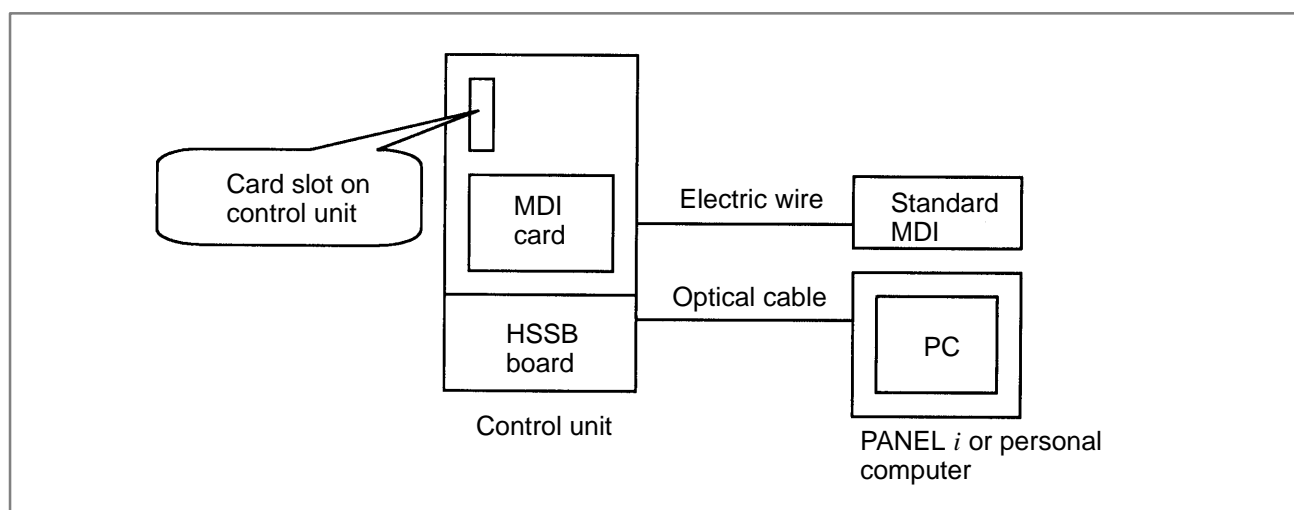 Card slot on
control unit
MDI
card
Electric wire
Standard
MDI
Optical cable
HSSB
board
PC
Control unit
PANEL i or personal
computer